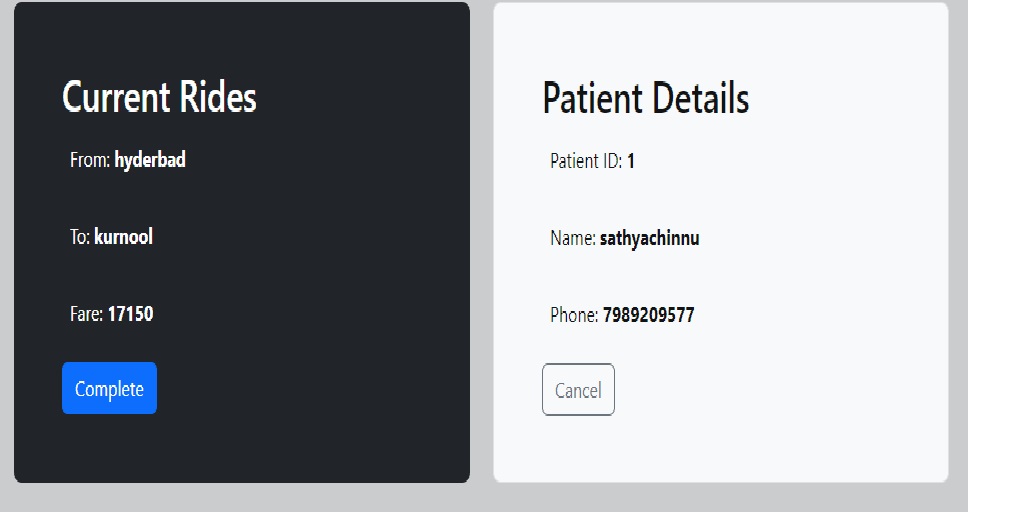 Current Rides
From: hyderbad
To: kurnool
Fare: 17150
Complete
Patient Details
Patient ID: 1
Name: sathyachinnu
Phone: 7989209577
Cancel